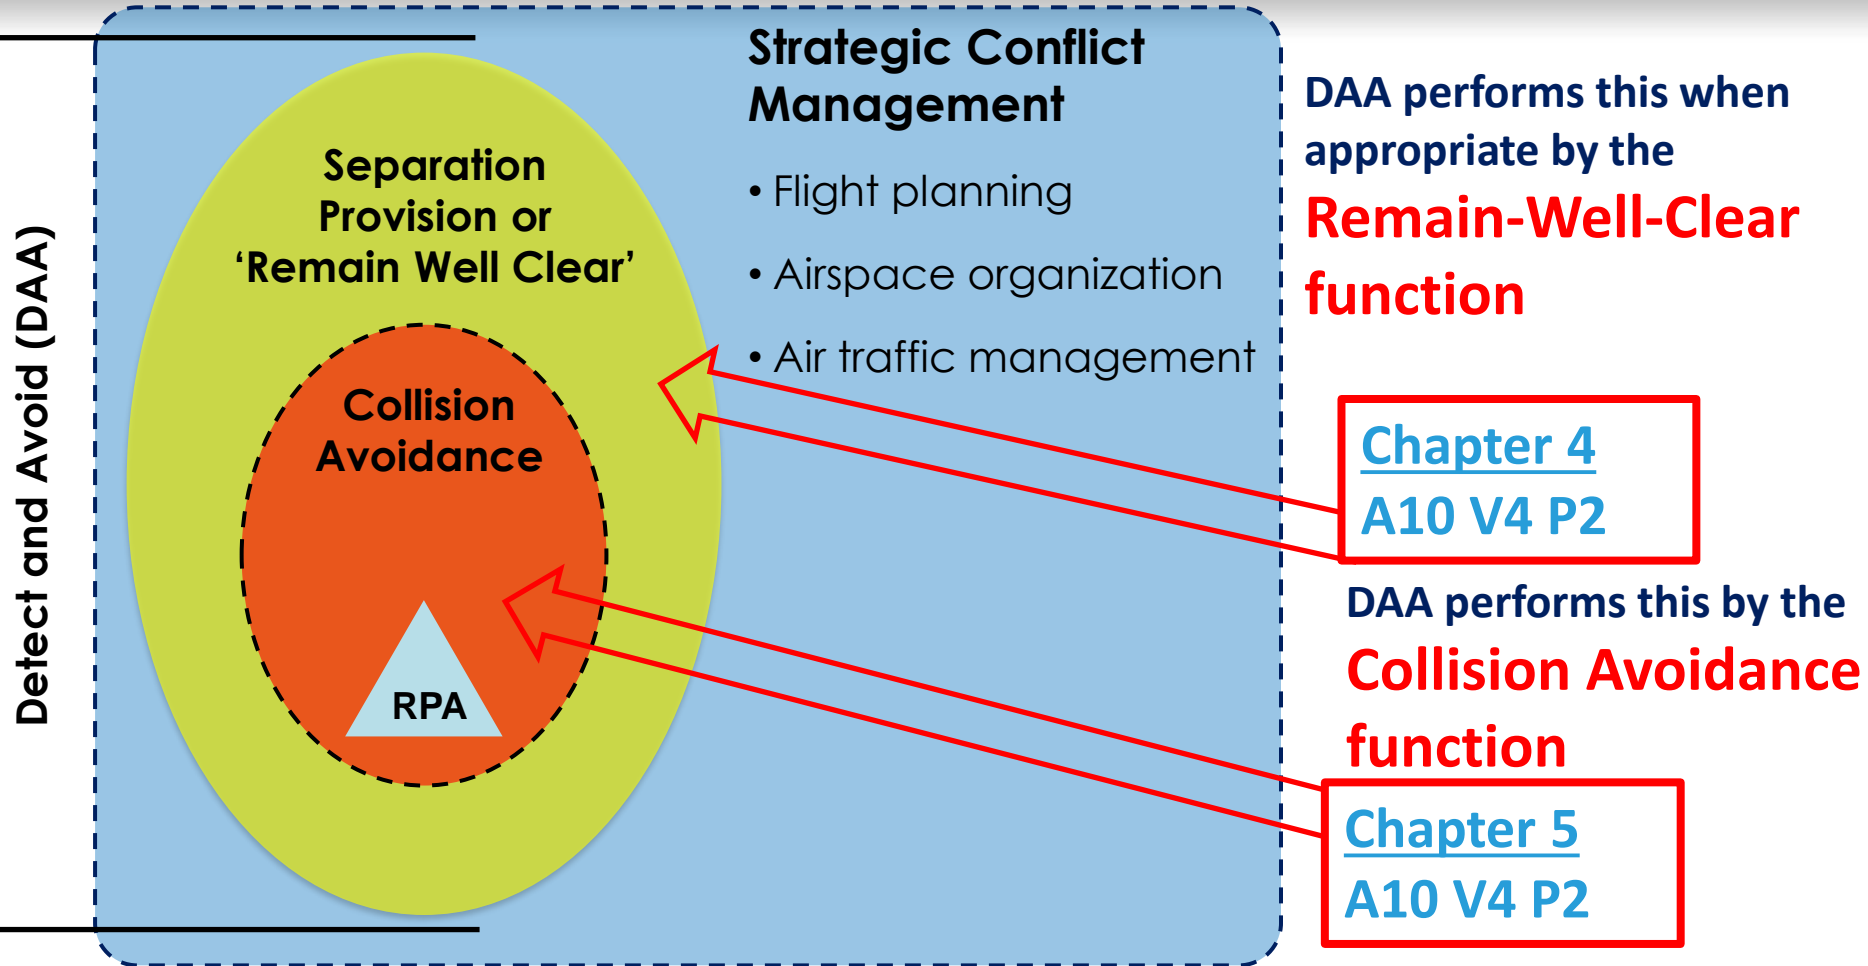 Detect and Avoid (DAA)
Separation
Provision or
‘Remain Well Clear’
Collision
Avoidance
RPA
Strategic Conflict
Management
• Flight planning
• Airspace organization
• Air traffic management
DAA performs this when
appropriate by the
Remain-Well-Clear
function
Chapter 4
A10 V4 P2
DAA performs this by the
Collision Avoidance
function
Chapter 5
A10 V4 P2